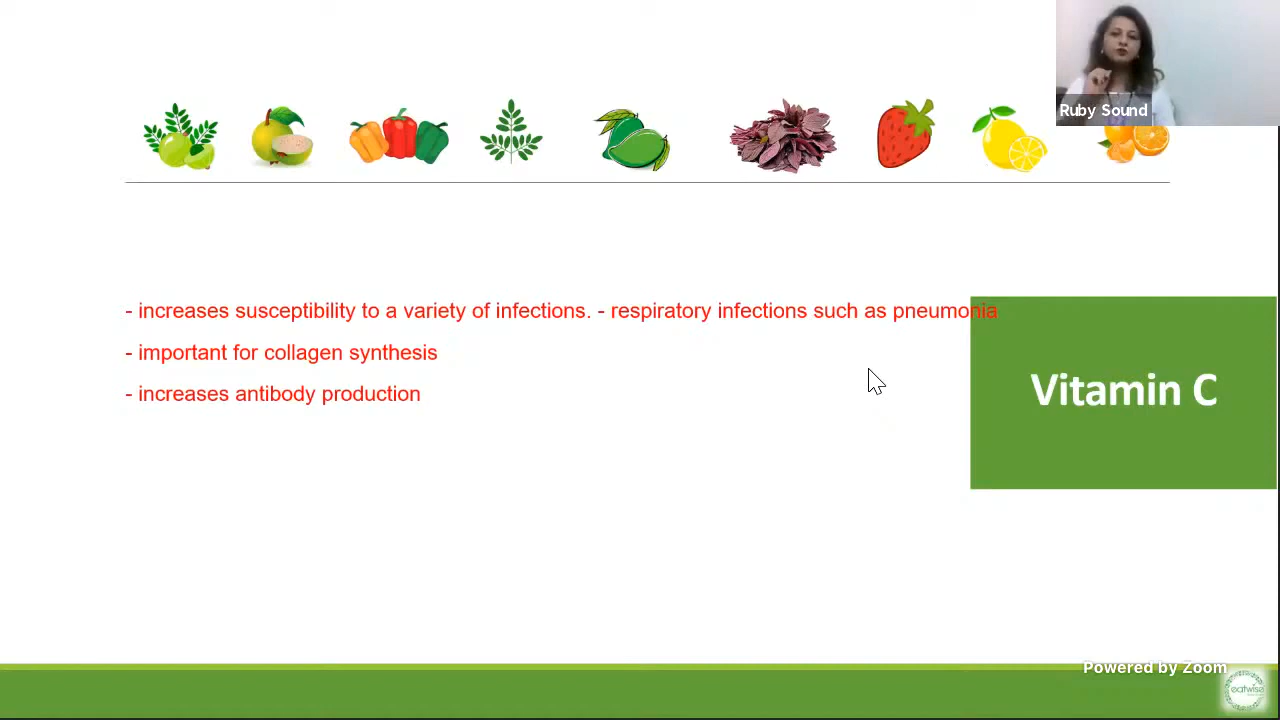 Ruby Sound
- increases susceptibility to a variety of infections. - respiratory infections such as pneumonia
- important for collagen synthesis
- increases antibody production
Vitamin C
Powered by Zoom
eatwise